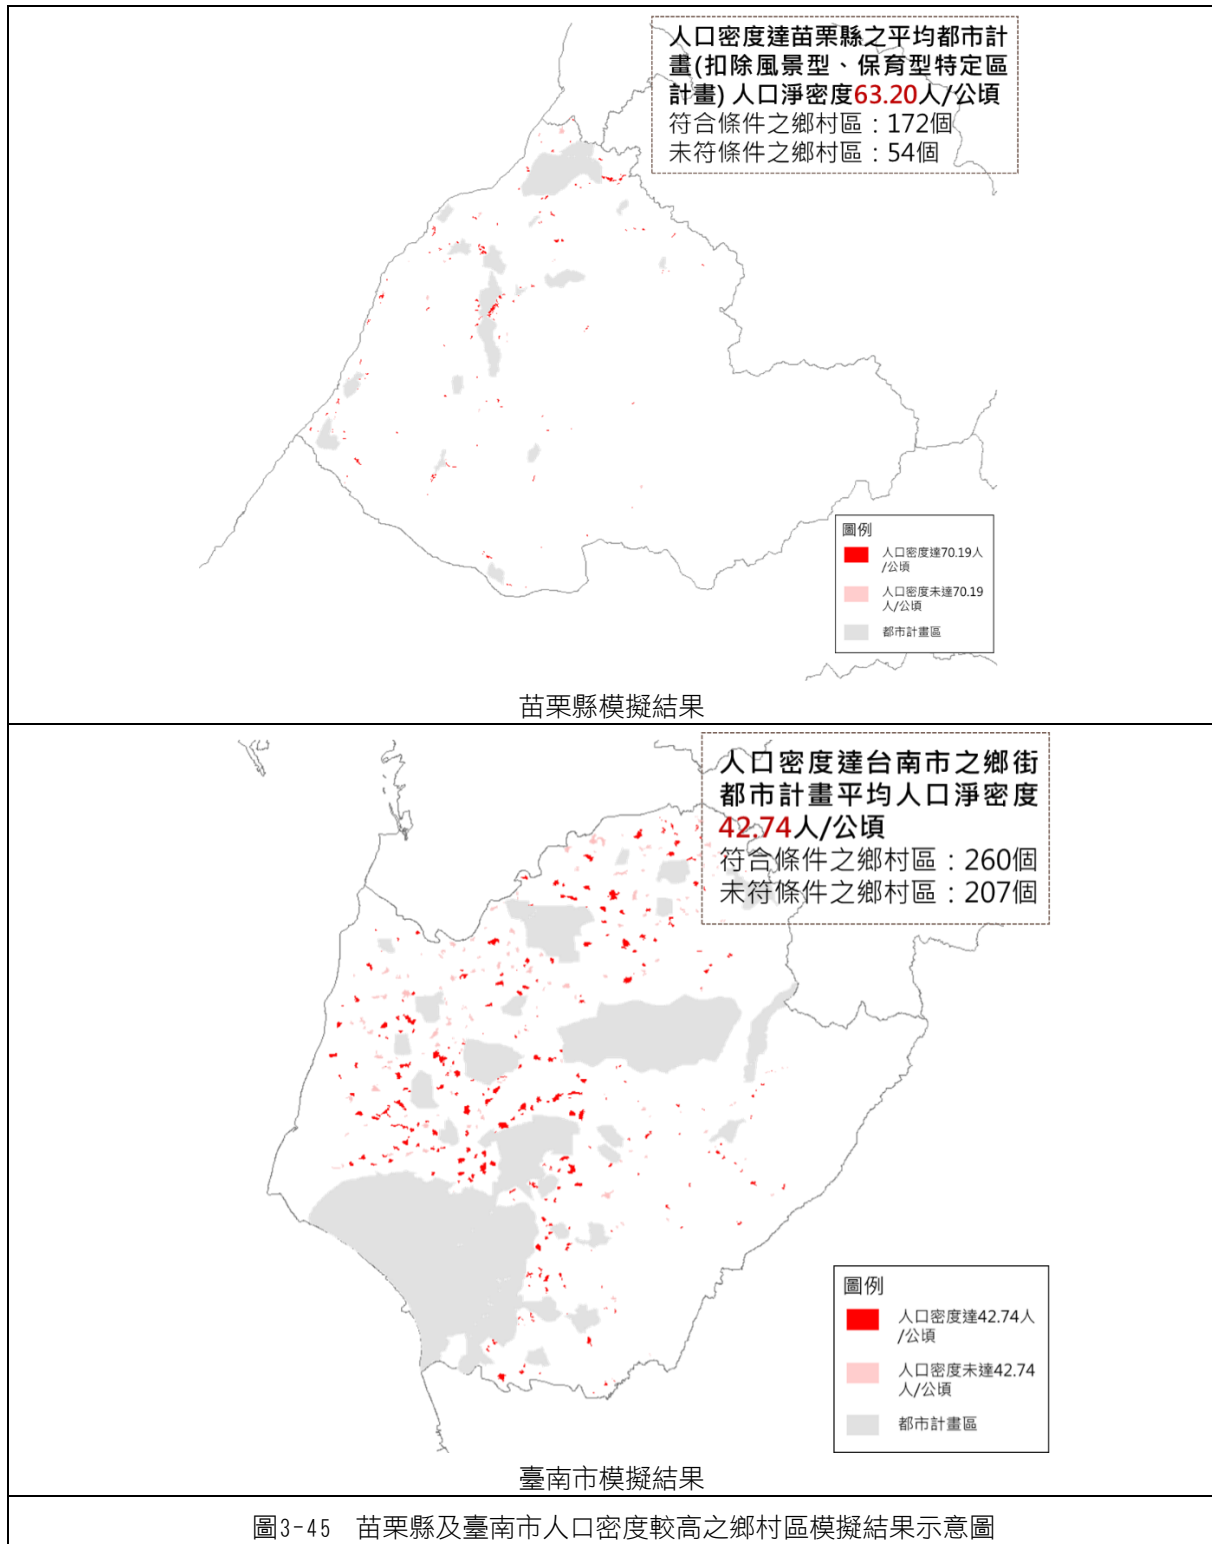 人口密度達苗栗縣之平均都市計
畫(扣除風景型、保育型特定區
計畫) 人口淨密度63.20人/公頃
符合條件之鄉村區：172個
未符條件之鄉村區：54個
圖例
人口密度達70.19人
/公頃
人口密度未達70.19
人/公頃
都市計畫區
苗栗縣模擬結果
人口密度達台南市之鄉街
都市計畫平均人口淨密度
42.74人/公頃
符合條件之鄉村區：260個
未符條件之鄉村區：207個
圖例
人口密度達42.74人
/公頃
人口密度未達42.74
人/公頃
都市計畫區
臺南市模擬結果
圖3-45 苗栗縣及臺南市人口密度較高之鄉村區模擬結果示意圖